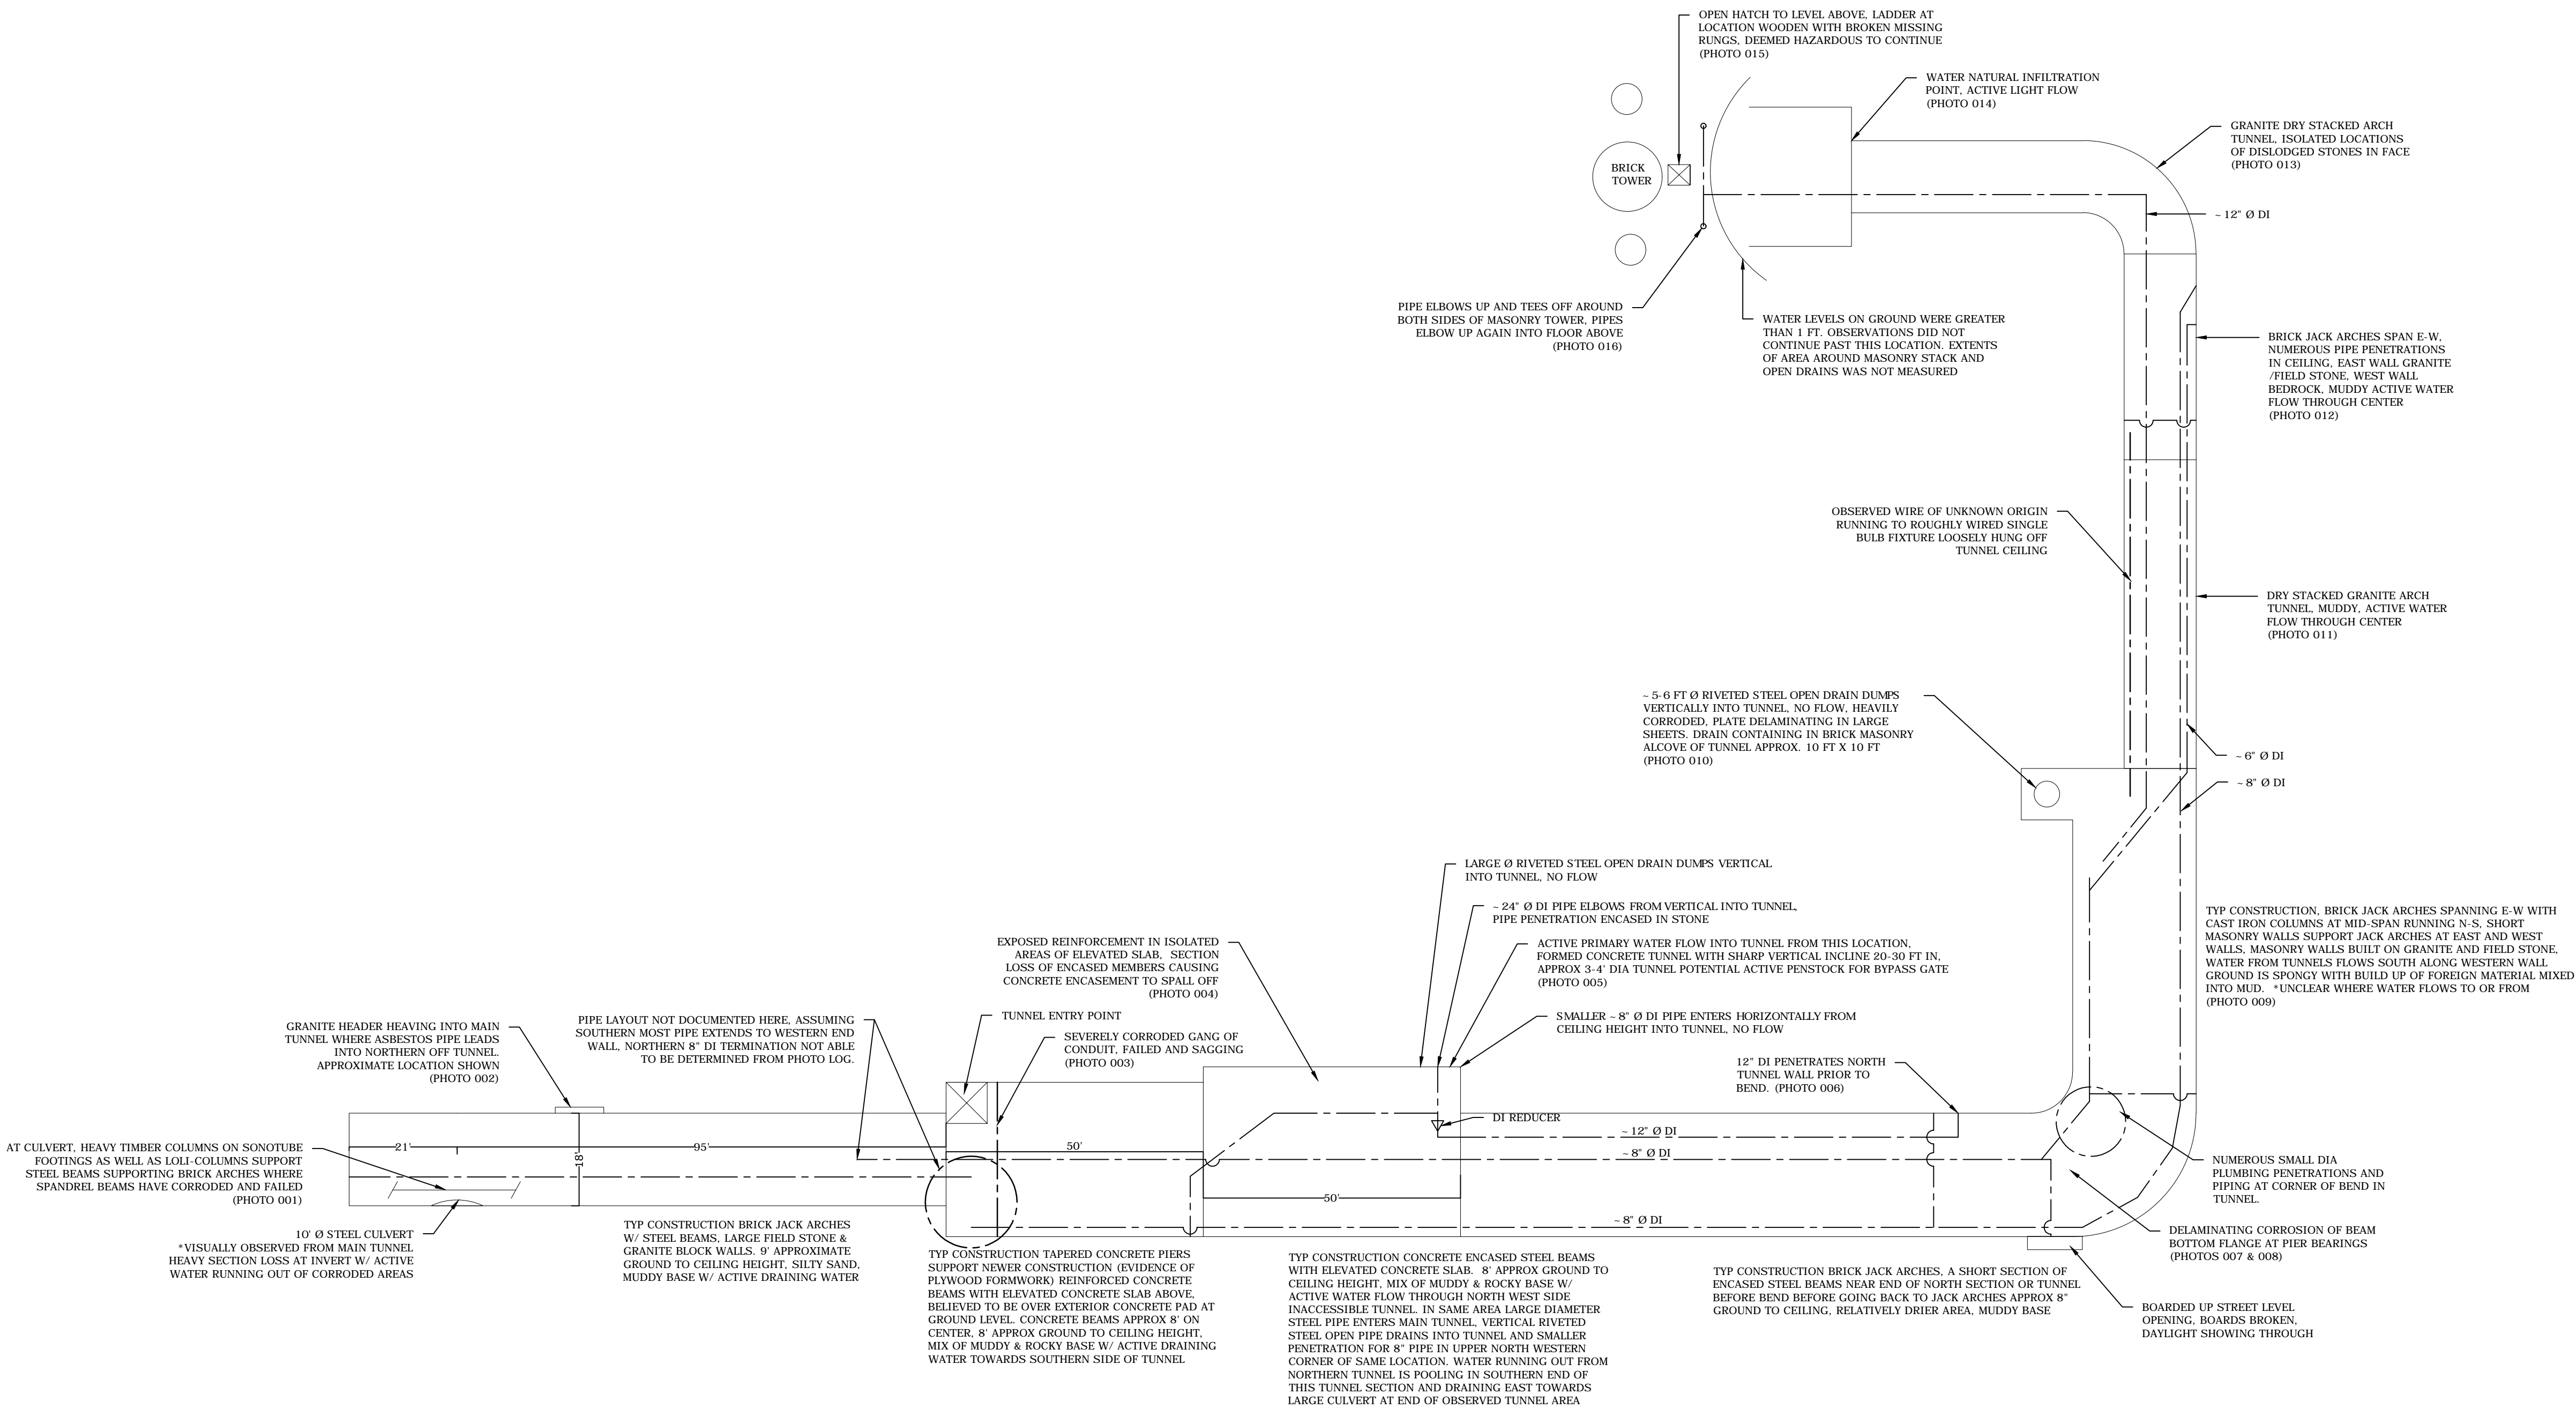 OPEN HATCH TO LEVEL ABOVE, LADDER AT
LOCATION WOODEN WITH BROKEN MISSING
RUNGS, DEEMED HAZARDOUS TO CONTINUE
(PHOTO 015)
WATER NATURAL INFILTRATION
POINT, ACTIVE LIGHT FLOW
(PHOTO 014)
GRANITE DRY STACKED ARCH
TUNNEL, ISOLATED LOCATIONS
OF DISLODGED STONES IN FACE
(PHOTO 013)
BRICK
TOWER
~ 12" Ø DI
PIPE ELBOWS UP AND TEES OFF AROUND
BOTH SIDES OF MASONRY TOWER, PIPES
ELBOW UP AGAIN INTO FLOOR ABOVE
(PHOTO 016)
WATER LEVELS ON GROUND WERE GREATER
THAN 1 FT. OBSERVATIONS DID NOT
CONTINUE PAST THIS LOCATION. EXTENTS
OF AREA AROUND MASONRY STACK AND
OPEN DRAINS WAS NOT MEASURED
BRICK JACK ARCHES SPAN E-W,
NUMEROUS PIPE PENETRATIONS
IN CEILING, EAST WALL GRANITE
/FIELD STONE, WEST WALL
BEDROCK, MUDDY ACTIVE WATER
FLOW THROUGH CENTER
(PHOTO 012)
OBSERVED WIRE OF UNKNOWN ORIGIN
RUNNING TO ROUGHLY WIRED SINGLE
BULB FIXTURE LOOSELY HUNG OFF
TUNNEL CEILING
DRY STACKED GRANITE ARCH
TUNNEL, MUDDY, ACTIVE WATER
FLOW THROUGH CENTER
(PHOTO 011)
~ 5-6 FT Ø RIVETED STEEL OPEN DRAIN DUMPS
VERTICALLY INTO TUNNEL, NO FLOW, HEAVILY
CORRODED, PLATE DELAMINATING IN LARGE
SHEETS. DRAIN CONTAINING IN BRICK MASONRY
ALCOVE OF TUNNEL APPROX. 10 FT X 10 FT
(PHOTO 010)
~ 6" Ø DI
~ 8" Ø DI
LARGE Ø RIVETED STEEL OPEN DRAIN DUMPS VERTICAL
INTO TUNNEL, NO FLOW
~ 24" Ø DI PIPE ELBOWS FROM VERTICAL INTO TUNNEL,
PIPE PENETRATION ENCASED IN STONE
ACTIVE PRIMARY WATER FLOW INTO TUNNEL FROM THIS LOCATION,
FORMED CONCRETE TUNNEL WITH SHARP VERTICAL INCLINE 20-30 FT IN,
APPROX 3-4' DIA TUNNEL POTENTIAL ACTIVE PENSTOCK FOR BYPASS GATE
(PHOTO 005)
SMALLER ~ 8" Ø DI PIPE ENTERS HORIZONTALLY FROM
CEILING HEIGHT INTO TUNNEL, NO FLOW
TYP CONSTRUCTION, BRICK JACK ARCHES SPANNING E-W WITH
CAST IRON COLUMNS AT MID-SPAN RUNNING N-S, SHORT
MASONRY WALLS SUPPORT JACK ARCHES AT EAST AND WEST
WALLS, MASONRY WALLS BUILT ON GRANITE AND FIELD STONE,
WATER FROM TUNNELS FLOWS SOUTH ALONG WESTERN WALL
GROUND IS SPONGY WITH BUILD UP OF FOREIGN MATERIAL MIXED
INTO MUD. *UNCLEAR WHERE WATER FLOWS TO OR FROM
(PHOTO 009)
EXPOSED REINFORCEMENT IN ISOLATED
AREAS OF ELEVATED SLAB, SECTION
LOSS OF ENCASED MEMBERS CAUSING
CONCRETE ENCASEMENT TO SPALL OFF
(PHOTO 004)
TUNNEL ENTRY POINT
SEVERELY CORRODED GANG OF
CONDUIT, FAILED AND SAGGING
(PHOTO 003)
PIPE LAYOUT NOT DOCUMENTED HERE, ASSUMING
SOUTHERN MOST PIPE EXTENDS TO WESTERN END
WALL, NORTHERN 8" DI TERMINATION NOT ABLE
TO BE DETERMINED FROM PHOTO LOG.
GRANITE HEADER HEAVING INTO MAIN
TUNNEL WHERE ASBESTOS PIPE LEADS
INTO NORTHERN OFF TUNNEL.
APPROXIMATE LOCATION SHOWN
(PHOTO 002)
12" DI PENETRATES NORTH
TUNNEL WALL PRIOR TO
BEND. (PHOTO 006)
DI REDUCER
~ 12" Ø DI
~ 8" Ø DI
~ 8" Ø DI
21'
95'
18'
50'
50'
AT CULVERT, HEAVY TIMBER COLUMNS ON SONOTUBE
FOOTINGS AS WELL AS LOLI-COLUMNS SUPPORT
STEEL BEAMS SUPPORTING BRICK ARCHES WHERE
SPANDREL BEAMS HAVE CORRODED AND FAILED
(PHOTO 001)
10' Ø STEEL CULVERT
*VISUALLY OBSERVED FROM MAIN TUNNEL
HEAVY SECTION LOSS AT INVERT W/ ACTIVE
WATER RUNNING OUT OF CORRODED AREAS
TYP CONSTRUCTION BRICK JACK ARCHES
W/ STEEL BEAMS, LARGE FIELD STONE &
GRANITE BLOCK WALLS. 9' APPROXIMATE
GROUND TO CEILING HEIGHT, SILTY SAND,
MUDDY BASE W/ ACTIVE DRAINING WATER
TYP CONSTRUCTION TAPERED CONCRETE PIERS
SUPPORT NEWER CONSTRUCTION (EVIDENCE OF
PLYWOOD FORMWORK) REINFORCED CONCRETE
BEAMS WITH ELEVATED CONCRETE SLAB ABOVE,
BELIEVED TO BE OVER EXTERIOR CONCRETE PAD AT
GROUND LEVEL. CONCRETE BEAMS APPROX 8' ON
CENTER, 8' APPROX GROUND TO CEILING HEIGHT,
MIX OF MUDDY & ROCKY BASE W/ ACTIVE DRAINING
WATER TOWARDS SOUTHERN SIDE OF TUNNEL
TYP CONSTRUCTION CONCRETE ENCASED STEEL BEAMS
WITH ELEVATED CONCRETE SLAB. 8' APPROX GROUND TO
CEILING HEIGHT, MIX OF MUDDY & ROCKY BASE W/
ACTIVE WATER FLOW THROUGH NORTH WEST SIDE
INACCESSIBLE TUNNEL. IN SAME AREA LARGE DIAMETER
STEEL PIPE ENTERS MAIN TUNNEL, VERTICAL RIVETED
STEEL OPEN PIPE DRAINS INTO TUNNEL AND SMALLER
PENETRATION FOR 8" PIPE IN UPPER NORTH WESTERN
CORNER OF SAME LOCATION. WATER RUNNING OUT FROM
NORTHERN TUNNEL IS POOLING IN SOUTHERN END OF
THIS TUNNEL SECTION AND DRAINING EAST TOWARDS
LARGE CULVERT AT END OF OBSERVED TUNNEL AREA
TYP CONSTRUCTION BRICK JACK ARCHES, A SHORT SECTION OF
ENCASED STEEL BEAMS NEAR END OF NORTH SECTION OR TUNNEL
BEFORE BEND BEFORE GOING BACK TO JACK ARCHES APPROX 8"
GROUND TO CEILING, RELATIVELY DRIER AREA, MUDDY BASE
NUMEROUS SMALL DIA
PLUMBING PENETRATIONS AND
PIPING AT CORNER OF BEND IN
TUNNEL.
DELAMINATING CORROSION OF BEAM
BOTTOM FLANGE AT PIER BEARINGS
(PHOTOS 007 & 008)
BOARDED UP STREET LEVEL
OPENING, BOARDS BROKEN,
DAYLIGHT SHOWING THROUGH